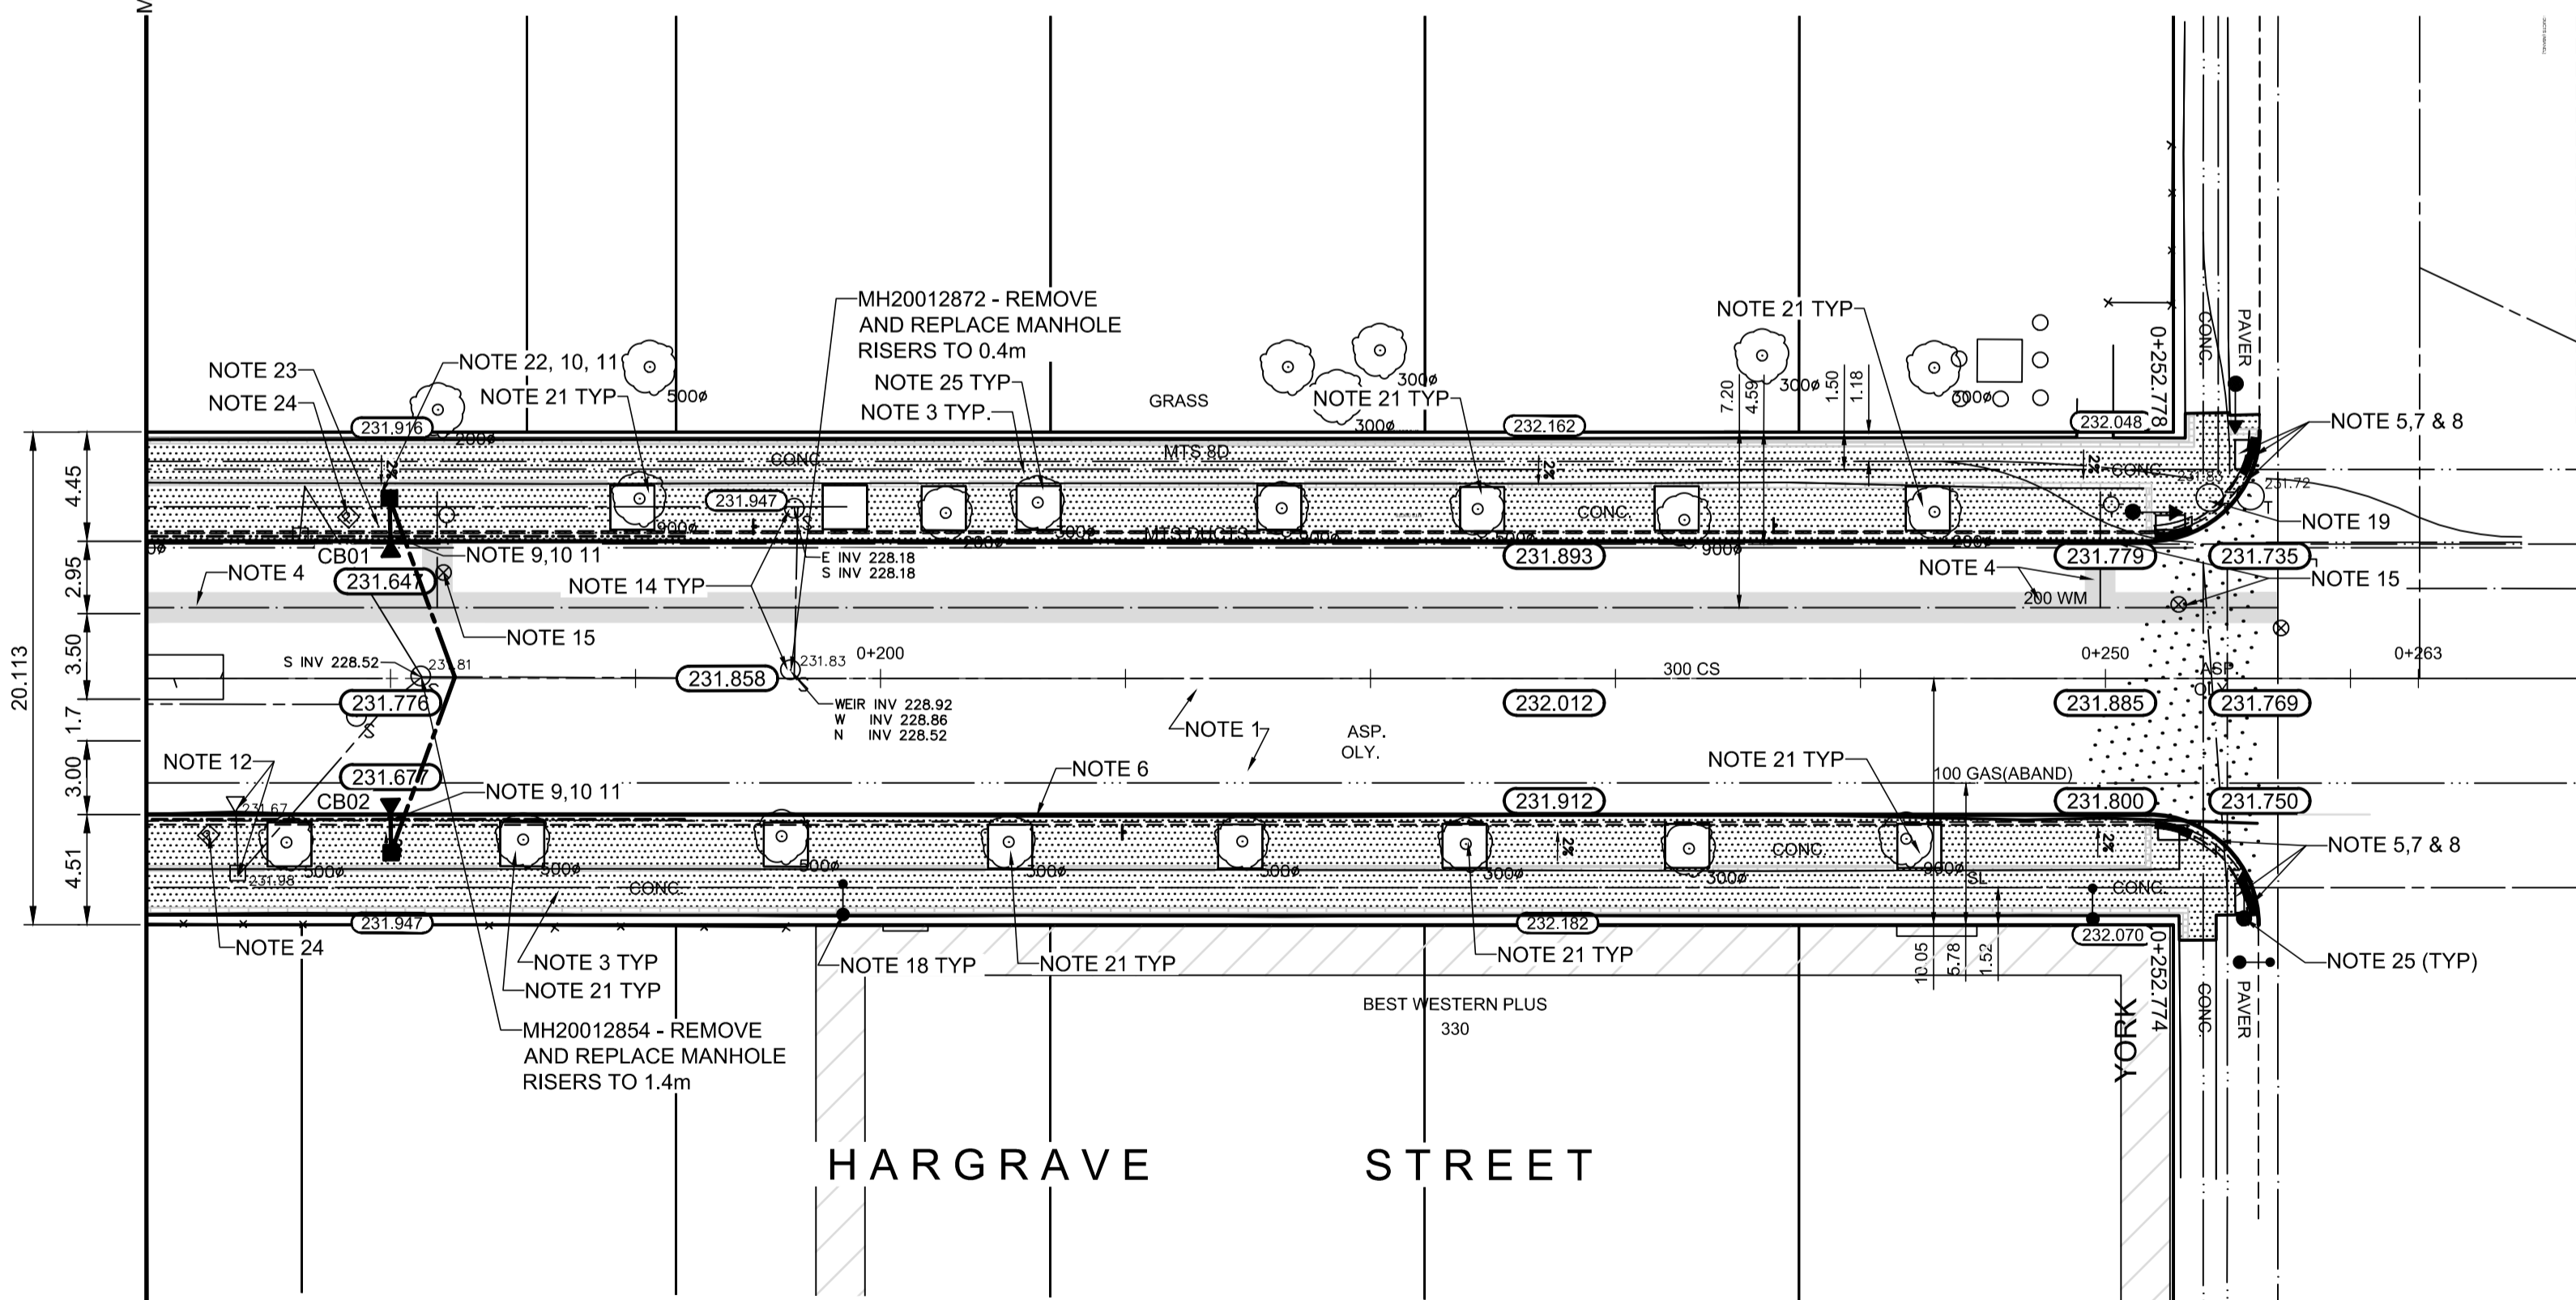 MH20012872 - REMOVE
AND REPLACE MANHOLE
RISERS TO 0.4m
NOTE 21 TYP
NOTE 23
NOTE 22, 10, 11
NOTE 24
NOTE 21 TYP
NOTE 25 TYP
NOTE 3 TYP.
500ø
GRASS
NOTE 21 TYP
300ø
300ø
300ø
300ø
7.20
4.59
1.50
1.18
0+252.778
CONC.
PAVER
231.916
200ø
232.162
232.048
NOTE 5,7 & 8
CONC.
MTS 8D
2%
2%
2%
CONC.
231.83
231.72
T
231.947
S
CONC.
NOTE 19
900ø
200ø
300ø
MTS DUCTS
900ø
500ø
900ø
200ø
4.45
CB01
NOTE 9,10 11
E INV 228.18
S INV 228.18
231.893
231.779
231.735
NOTE 4
231.647
NOTE 14 TYP
NOTE 4
NOTE 15
2.95
200 WM
NOTE 15
20.113
3.50
S INV 228.52
231.81
231.83
0+200
300 CS
0+250
0+263
231.858
S
S
ASP.
OLY.
231.776
232.012
231.885
231.769
WEIR INV 228.92
W INV 228.86
N INV 228.52
1.7
S
NOTE 1
ASP.
OLY.
NOTE 12
NOTE 21 TYP
231.677
NOTE 6
100 GAS(ABAND)
3.00
CB02
NOTE 9,10 11
231.67
231.912
231.800
231.750
4.51
2%
2%
CONC.
NOTE 5,7 & 8
500ø
500ø
500ø
300ø
500ø
300ø
300ø
900ø
SL
231.98
CONC.
CONC.
231.947
232.182
232.070
NOTE 24
NOTE 3 TYP
NOTE 21 TYP
NOTE 18 TYP
NOTE 21 TYP
NOTE 21 TYP
10.05
5.78
1.52
NOTE 25 (TYP)
0+252.774
CONC.
PAVER
YORK
BEST WESTERN PLUS
330
MH20012854 - REMOVE
AND REPLACE MANHOLE
RISERS TO 1.4m
HARGRAVE STREET